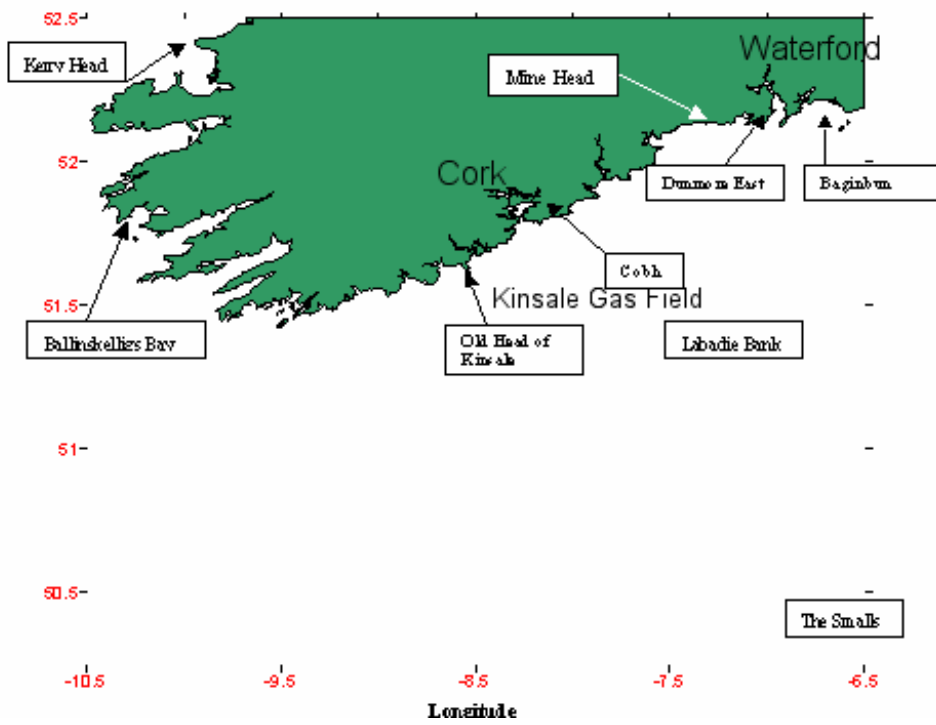 52.5
Kerry Head
Waterford
Mine Head
52
Cork
Dunmore East
Baginbun
Cobh
51.5
Kinsale Gas Field
Ballinskelligs Bay
Old Head of
Kinsale
Labadie Bank
51
50.5
The Smalls
-10.5 -9.5 -8.5 -7.5 -6.5
Longitude